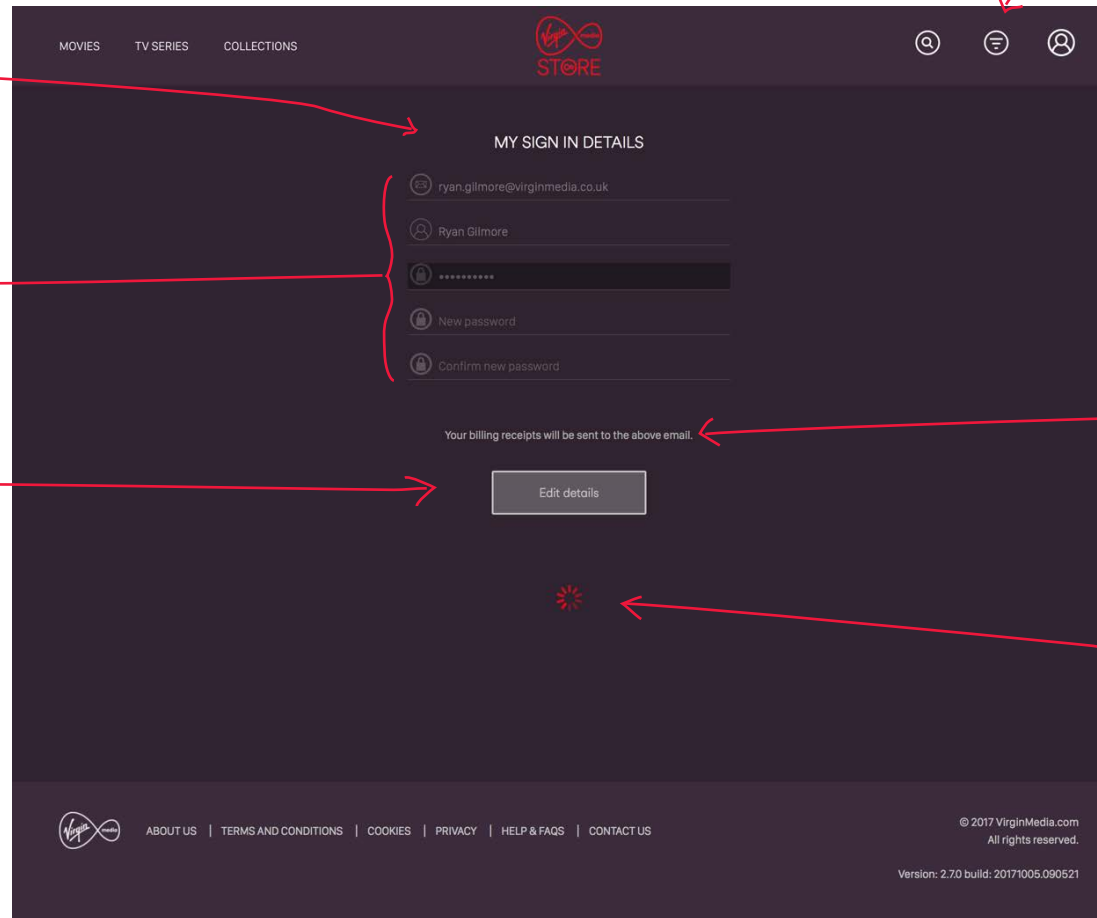 MOVIES TV SERIES COLLECTIONS
Virgin media
STORE
MY SIGN IN DETAILS
ryan.gilmore@virginmedia.co.uk
Ryan Gilmore
••••••••••
New password
Confirm new password
Your billing receipts will be sent to the above email.
Edit details
Virgin media
ABOUT US | TERMS AND CONDITIONS | COOKIES | PRIVACY | HELP & FAQS | CONTACT US
© 2017 VirginMedia.com
All rights reserved.
Version: 2.7.0 build: 20171005.090521